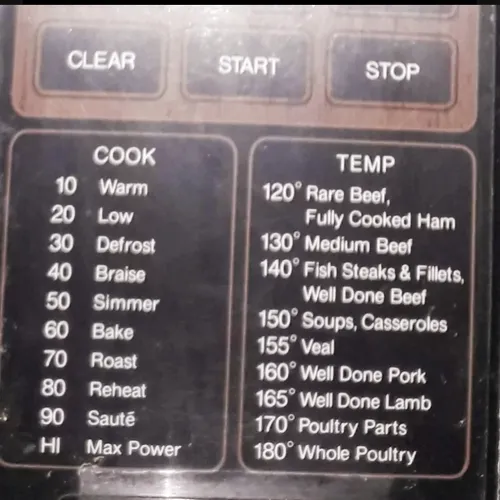 CLEAR START STOP
COOK
10 Warm
20 Low
30 Defrost
40 Braise
50 Simmer
60 Bake
70 Roast
80 Reheat
90 Sautē
HI Max Power
TEMP
120° Rare Beef,
Fully Cooked Ham
130° Medium Beef
140° Fish Steaks & Fillets,
Well Done Beef
150° Soups, Casseroles
155° Veal
160° Well Done Pork
165° Well Done Lamb
170° Poultry Parts
180° Whole Poultry